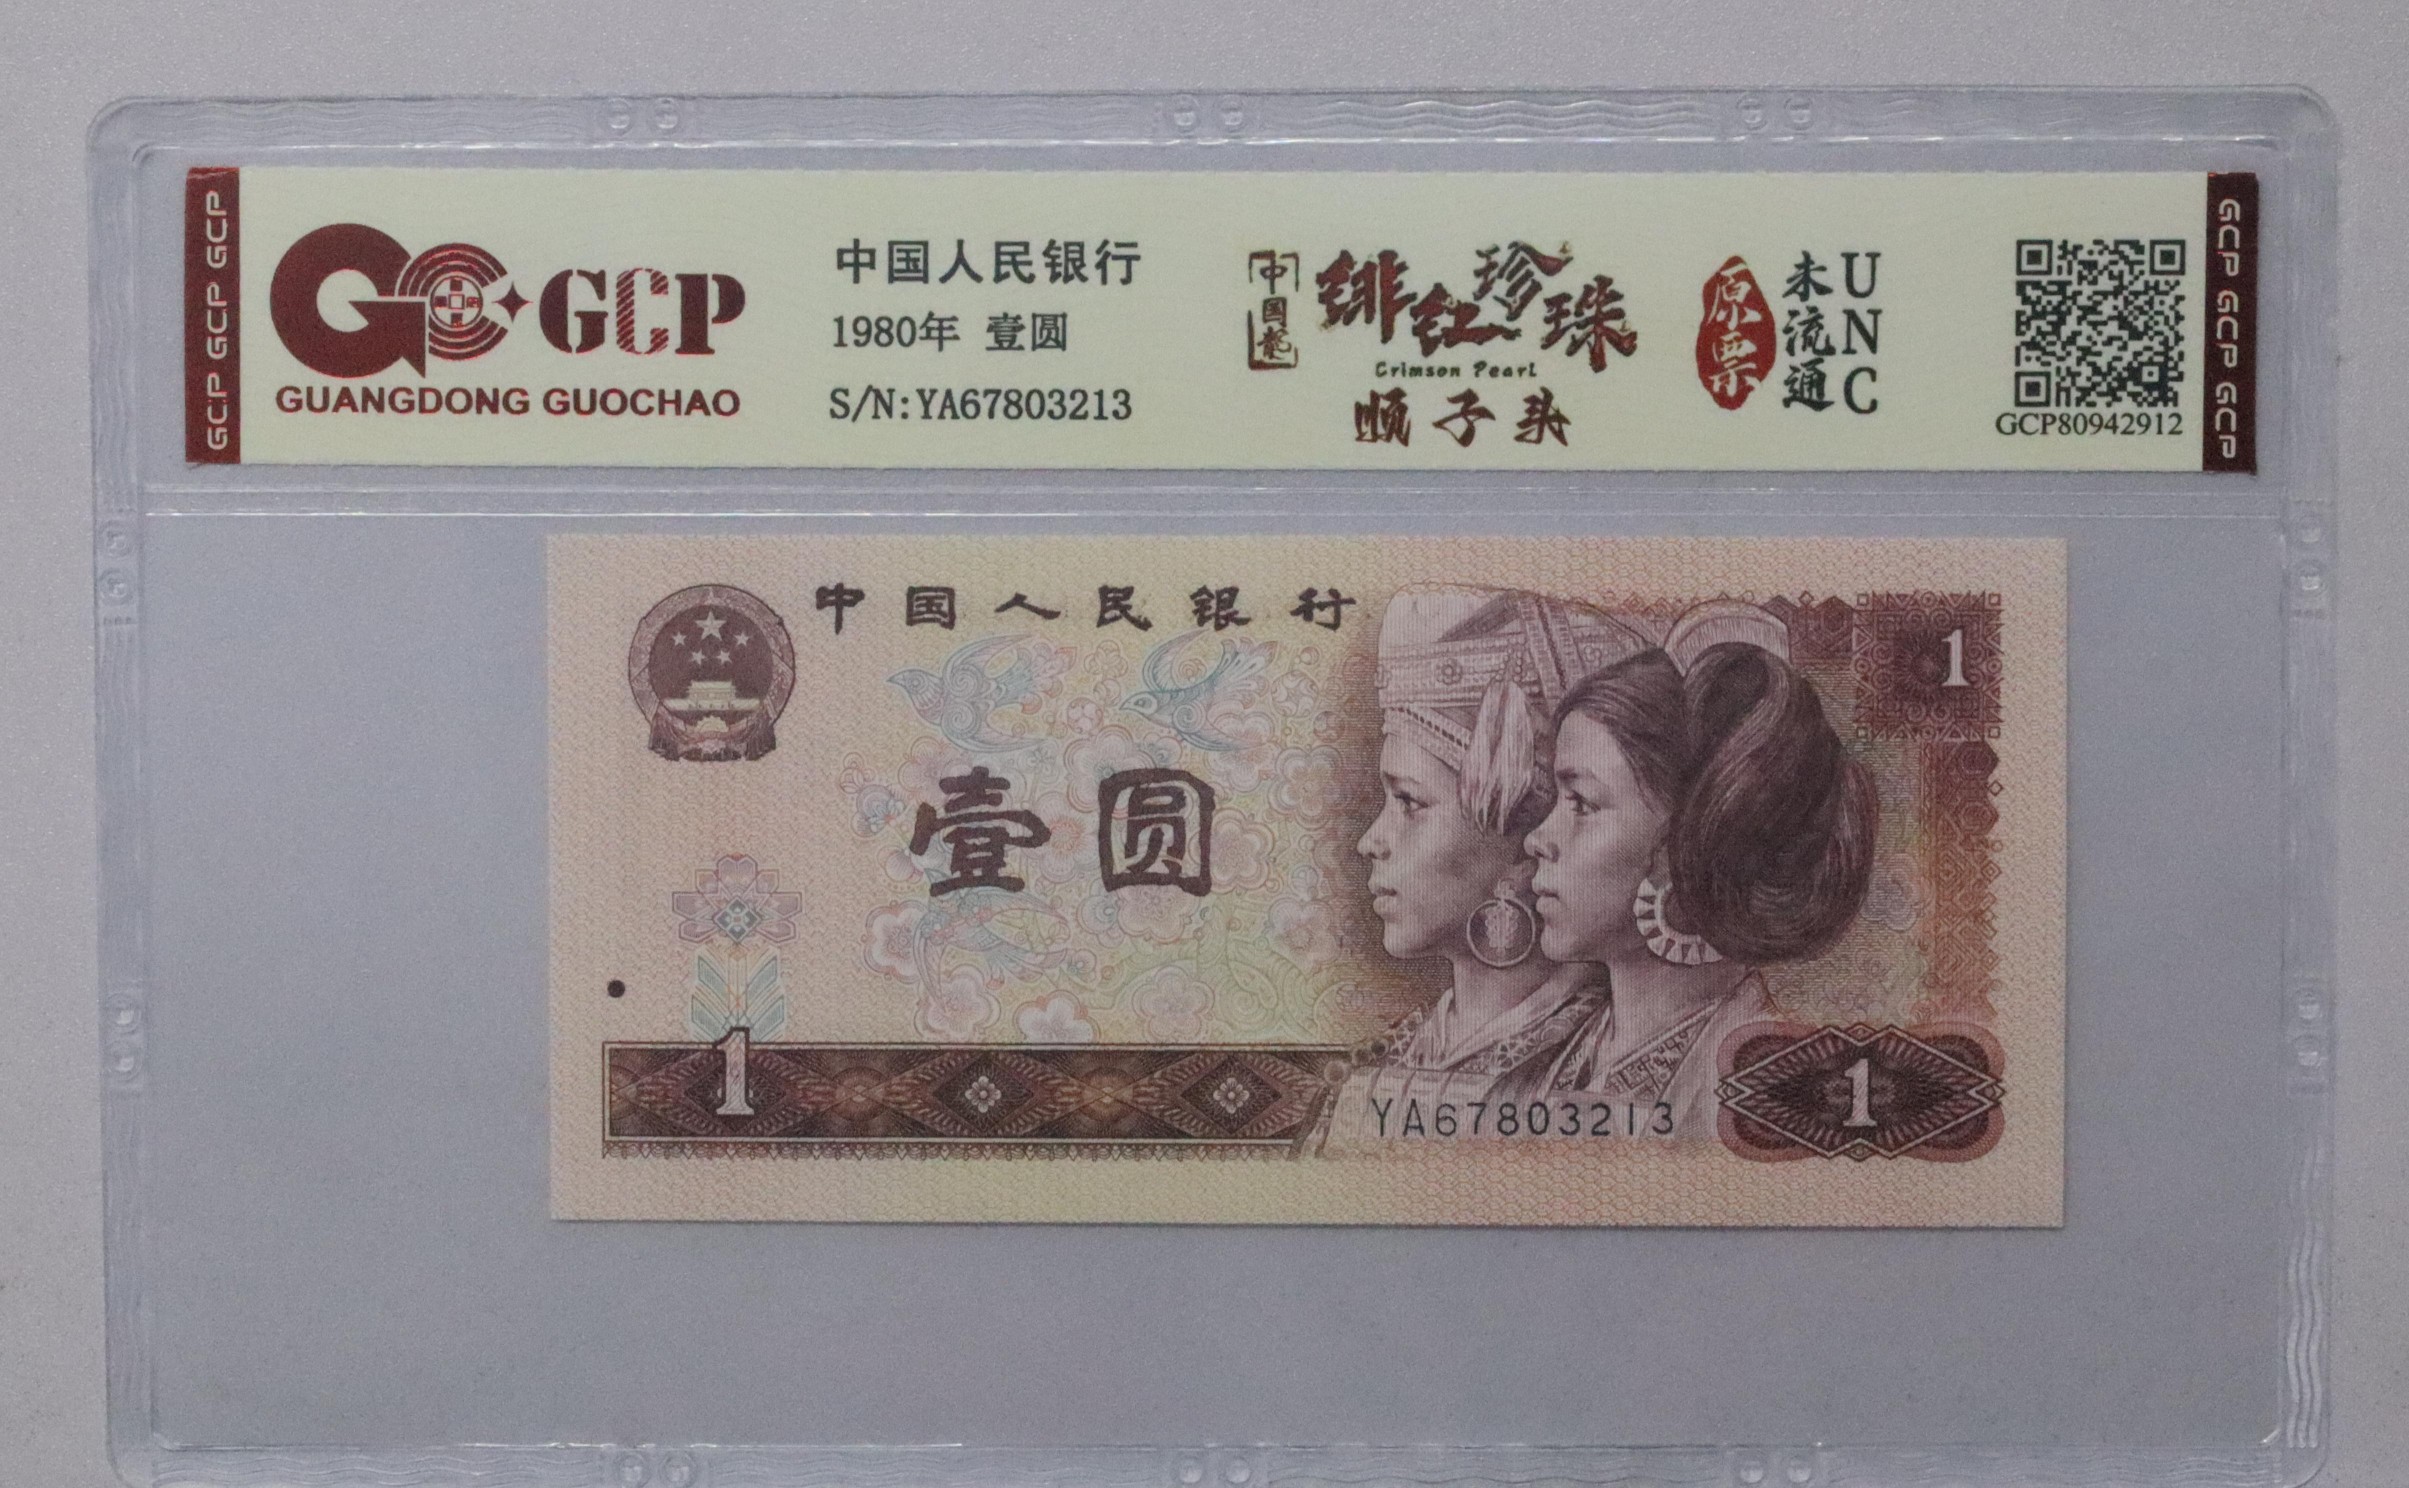 GCP GCP GCP
GCP
GUANGDONG GUOCHAO
中国人民银行
1980年 壹圆
S/N:YA67803213
中国龙
绯红珍珠
Crimson Pearl
顺子头
原票
未流通
UNC
GCP80942912
GCP GCP GCP
中国人民银行
1
壹圆
1
YA67803213
1